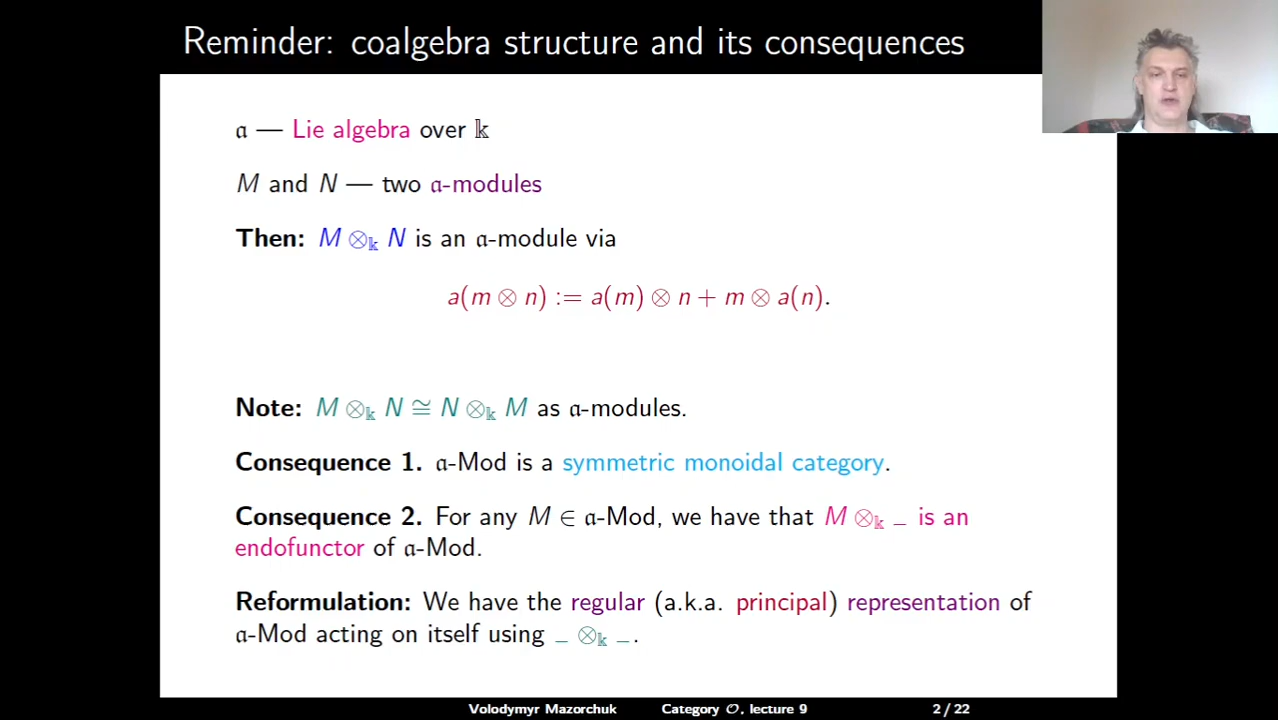 Reminder: coalgebra structure and its consequences
𝔞 — Lie algebra over 𝕜
M and N — two 𝔞-modules
Then: M ⊗𝕜 N is an 𝔞-module via
a(m ⊗ n) := a(m) ⊗ n + m ⊗ a(n).
Note: M ⊗𝕜 N ≅ N ⊗𝕜 M as 𝔞-modules.
Consequence 1. 𝔞-Mod is a symmetric monoidal category.
Consequence 2. For any M ∈ 𝔞-Mod, we have that M ⊗𝕜 _ is an
endofunctor of 𝔞-Mod.
Reformulation: We have the regular (a.k.a. principal) representation of
𝔞-Mod acting on itself using _ ⊗𝕜 _.
Volodymyr Mazorchuk Category 𝒪, lecture 9 2 / 22